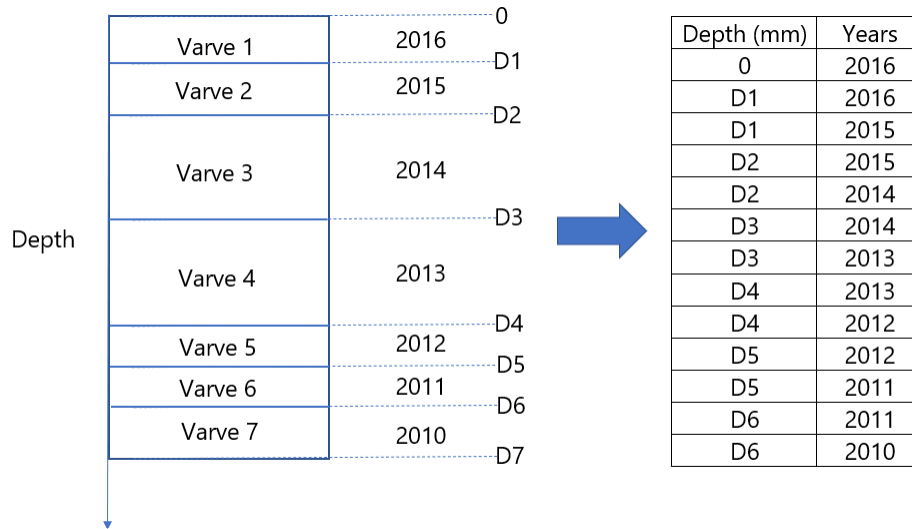 0
Varve 1
2016
D1
Varve 2
2015
D2
Varve 3
2014
D3
Depth
Varve 4
2013
D4
Varve 5
2012
D5
Varve 6
2011
D6
Varve 7
2010
D7
Depth (mm) Years
0 2016
D1 2016
D1 2015
D2 2015
D2 2014
D3 2014
D3 2013
D4 2013
D4 2012
D5 2012
D5 2011
D6 2011
D6 2010